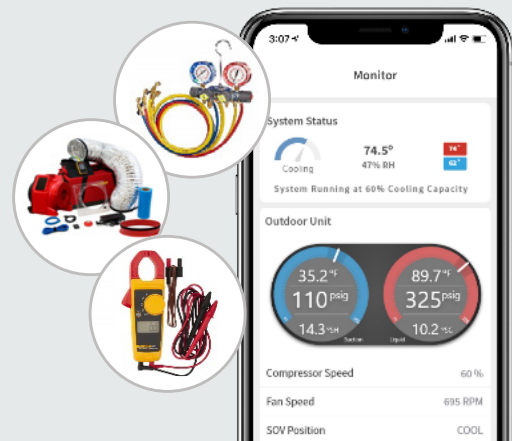 3:07
Monitor
System Status
Cooling
74.5°
47% RH
76°
62°
System Running at 60% Cooling Capacity
Outdoor Unit
35.2 °F
110 psig
14.3 °SH
Suction
89.7 °F
325 psig
10.2 °SC
Liquid
Compressor Speed 60 %
Fan Speed 695 RPM
SOV Position COOL